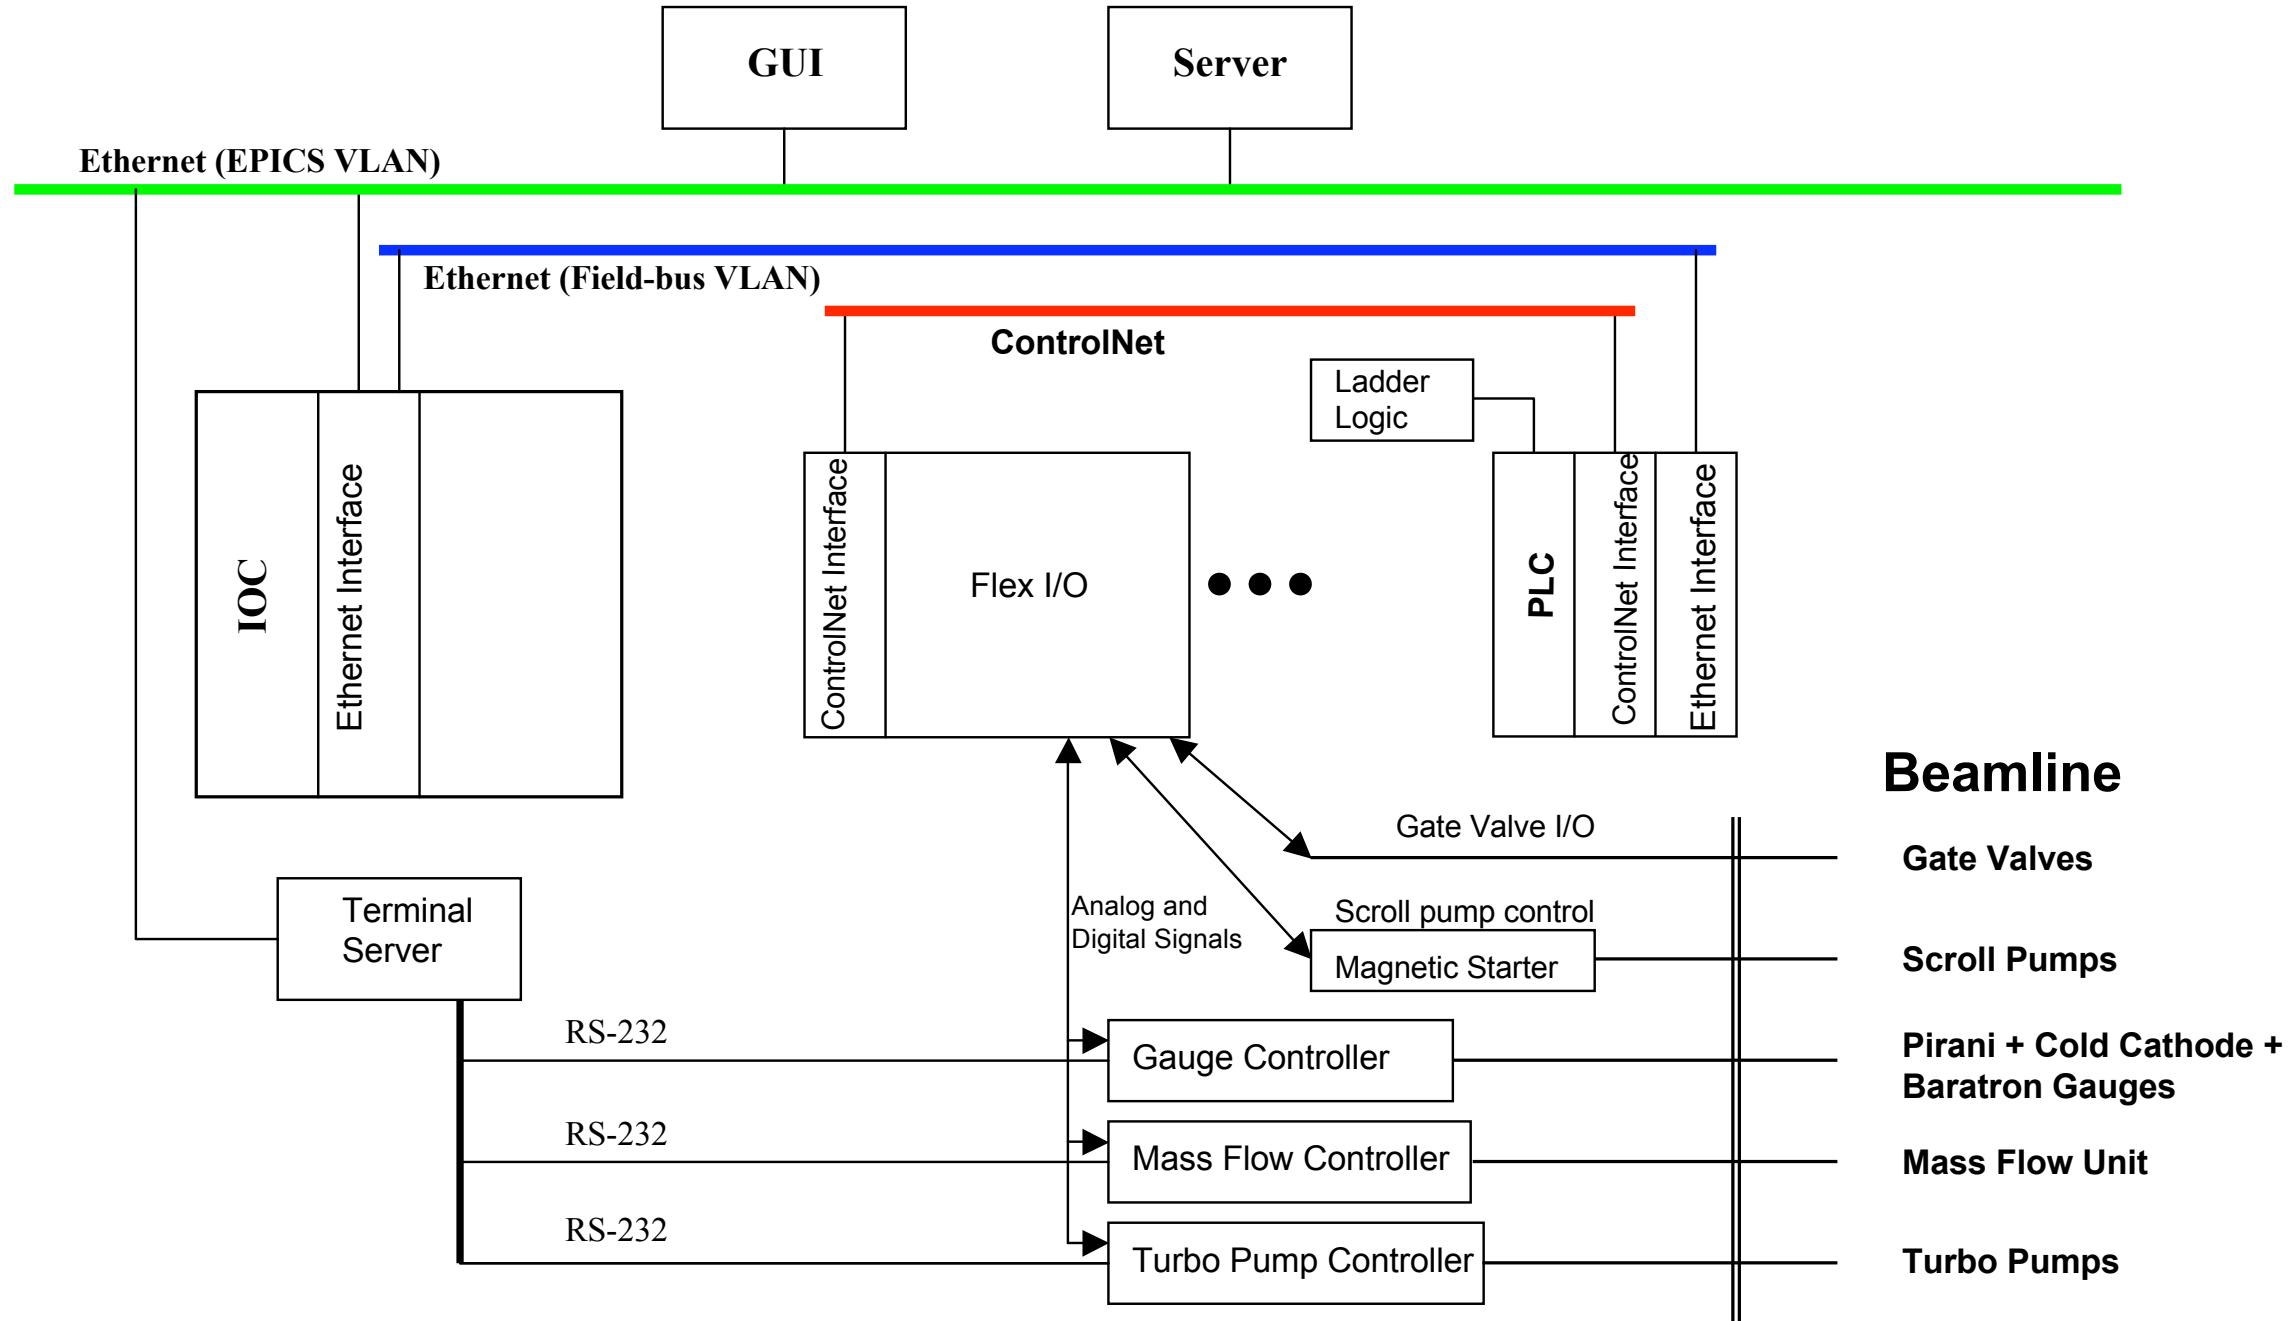 GUI
Server
Ethernet (EPICS VLAN)
Ethernet (Field-bus VLAN)
ControlNet
Ladder
Logic
IOC
Ethernet Interface
ControlNet Interface
Flex I/O
PLC
ControlNet Interface
Ethernet Interface
Beamline
Gate Valve I/O
Gate Valves
Terminal
Server
Analog and
Digital Signals
Scroll pump control
Magnetic Starter
Scroll Pumps
RS-232
Gauge Controller
Pirani + Cold Cathode +
Baratron Gauges
RS-232
Mass Flow Controller
Mass Flow Unit
RS-232
Turbo Pump Controller
Turbo Pumps